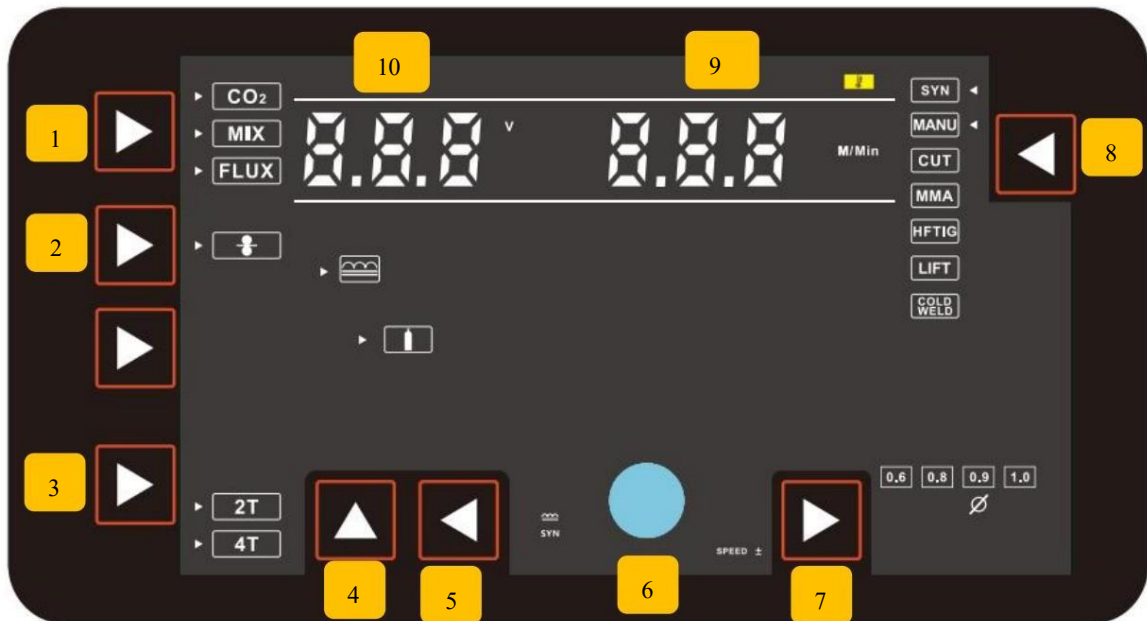 10
9
1
CO₂
MIX
FLUX
8.8.8
V
8.8.8
M/Min
SYN
MANU
CUT
MMA
HFTIG
LIFT
COLD
WELD
8
2
3
2T
4T
SYN
SPEED ±
0.6 0.8 0.9 1.0
Ø
4
5
6
7